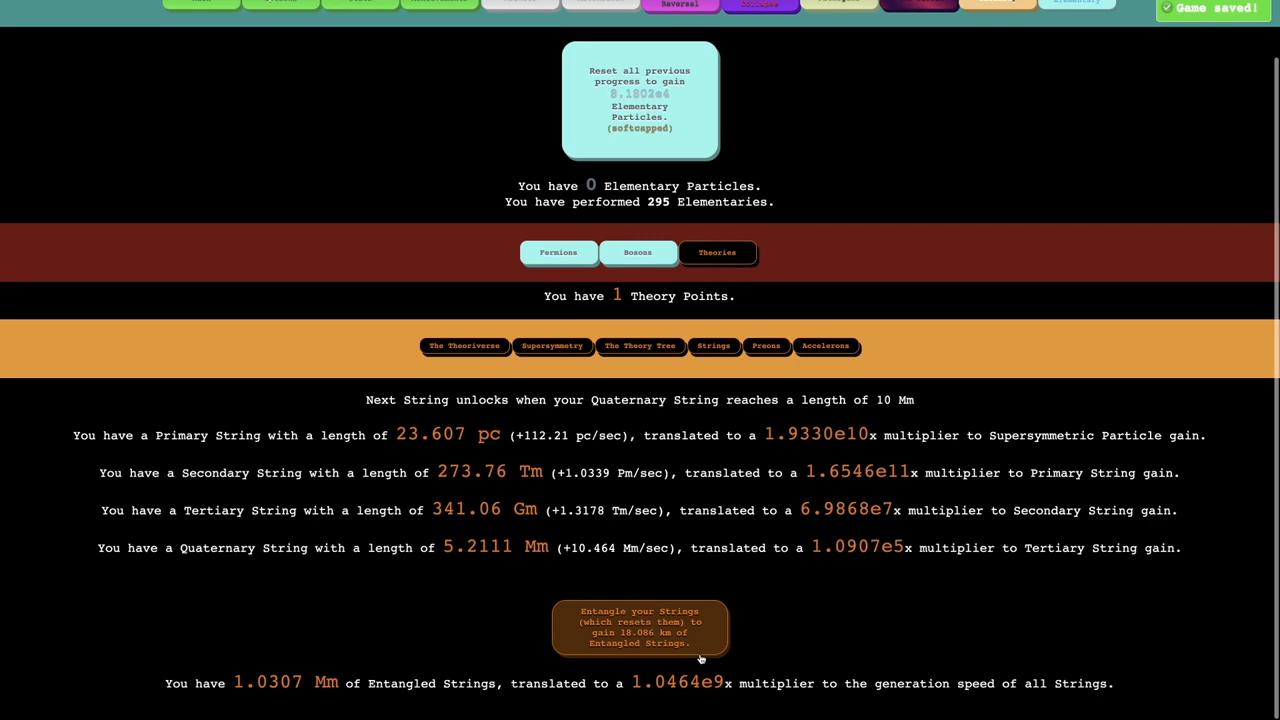 Reversal
Collapse
Elementary
Game saved!
Reset all previous
progress to gain
8.1802e4
Elementary
Particles.
(softcapped)
You have 0 Elementary Particles.
You have performed 295 Elementaries.
Fermions
Bosons
Theories
You have 1 Theory Points.
The Theoriverse
Supersymmetry
The Theory Tree
Strings
Preons
Accelerons
Next String unlocks when your Quaternary String reaches a length of 10 Mm
You have a Primary String with a length of 23.607 pc (+112.21 pc/sec), translated to a 1.9330e10x multiplier to Supersymmetric Particle gain.
You have a Secondary String with a length of 273.76 Tm (+1.0339 Pm/sec), translated to a 1.6546e11x multiplier to Primary String gain.
You have a Tertiary String with a length of 341.06 Gm (+1.3178 Tm/sec), translated to a 6.9868e7x multiplier to Secondary String gain.
You have a Quaternary String with a length of 5.2111 Mm (+10.464 Mm/sec), translated to a 1.0907e5x multiplier to Tertiary String gain.
Entangle your Strings
(which resets them) to
gain 18.086 km of
Entangled Strings.
You have 1.0307 Mm of Entangled Strings, translated to a 1.0464e9x multiplier to the generation speed of all Strings.